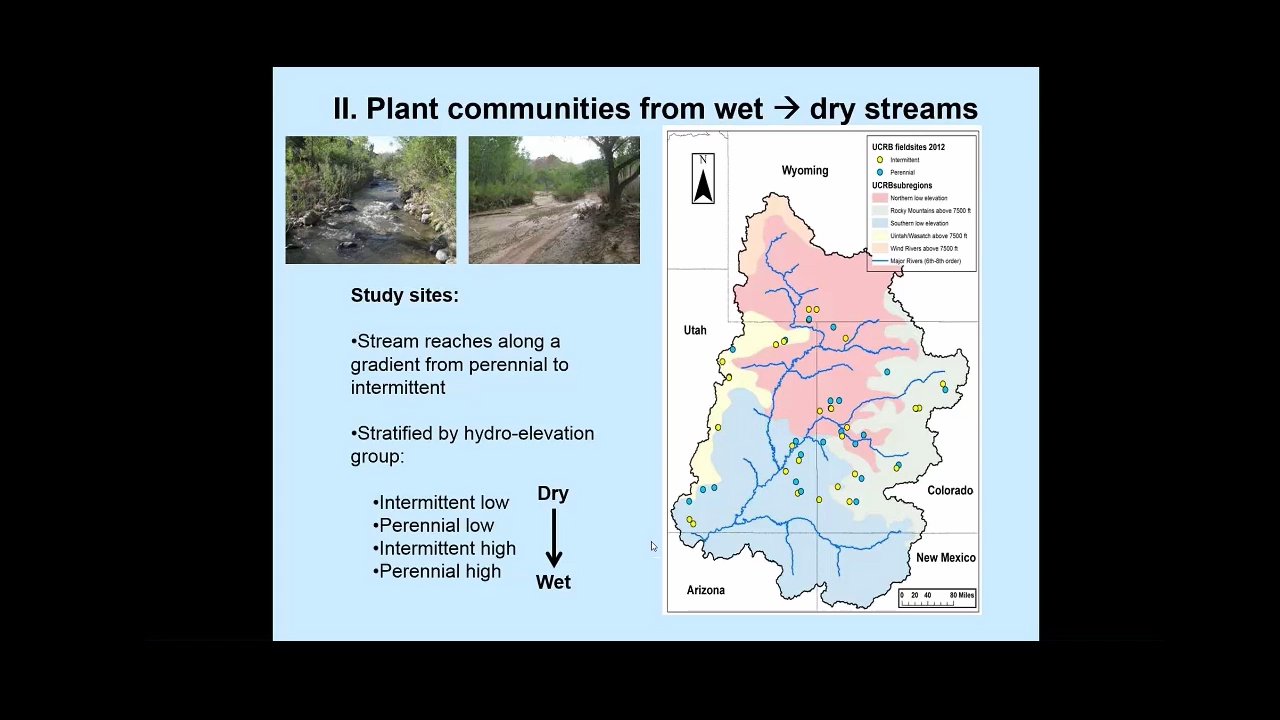 II. Plant communities from wet → dry streams
Study sites:
•Stream reaches along a
gradient from perennial to
intermittent
•Stratified by hydro-elevation
group:
•Intermittent low
•Perennial low
•Intermittent high
•Perennial high
Dry
Wet
N
Wyoming
Utah
Colorado
New Mexico
Arizona
UCRB fieldsites 2012
Intermittent
Perennial
UCRBsubregions
Northern low elevation
Rocky Mountains above 7500 ft
Southern low elevation
Uintah/Wasatch above 7500 ft
Wind Rivers above 7500 ft
Major Rivers (6th-8th order)
0 20 40 80 Miles